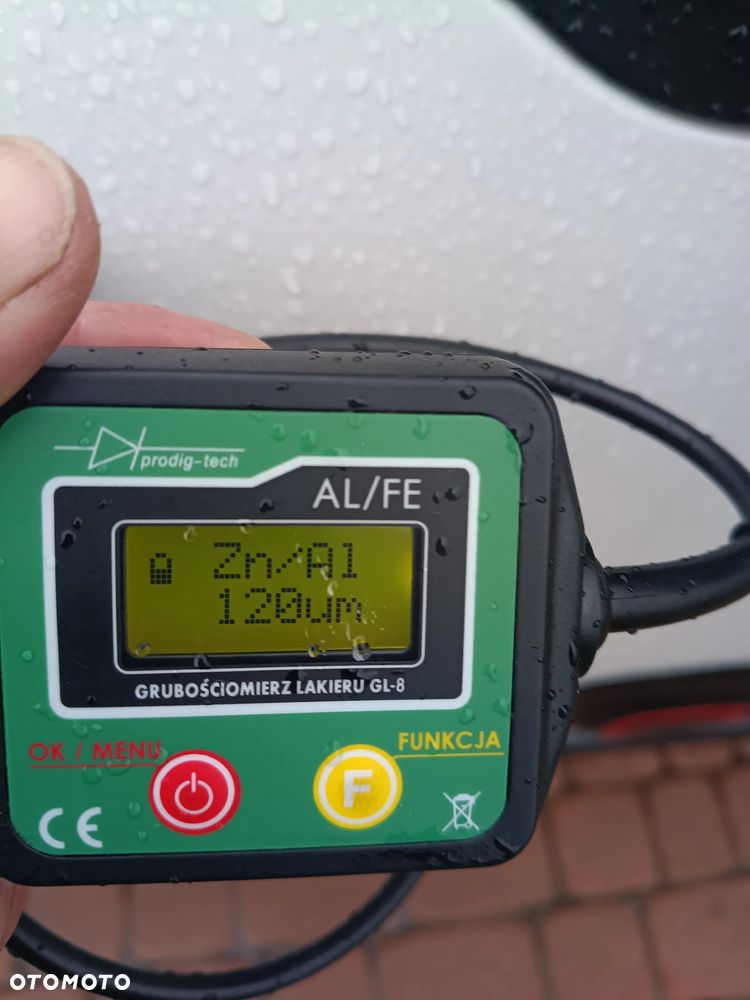 prodig-tech
AL/FE
Zn/Al
120um
GRUBOŚCIOMIERZ LAKIERU GL-8
OK / MENU
FUNKCJA
F
CE
OTOMOTO